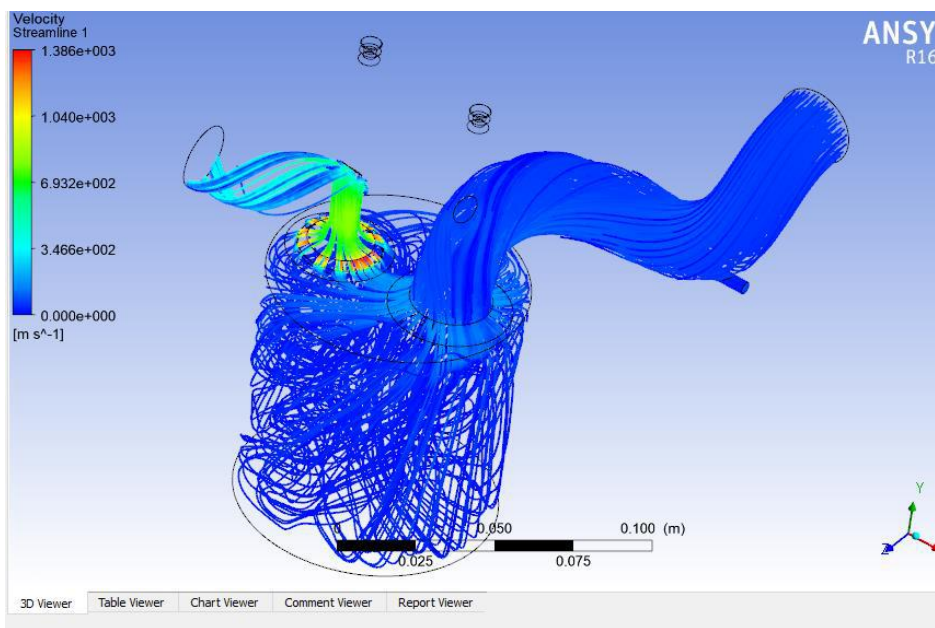 Velocity
Streamline 1
ANSY
R16
1.386e+003
1.040e+003
6.932e+002
3.466e+002
0.000e+000
[m s^-1]
Y
Z
0 0.050 0.100 (m)
0.025 0.075
3D Viewer Table Viewer Chart Viewer Comment Viewer Report Viewer